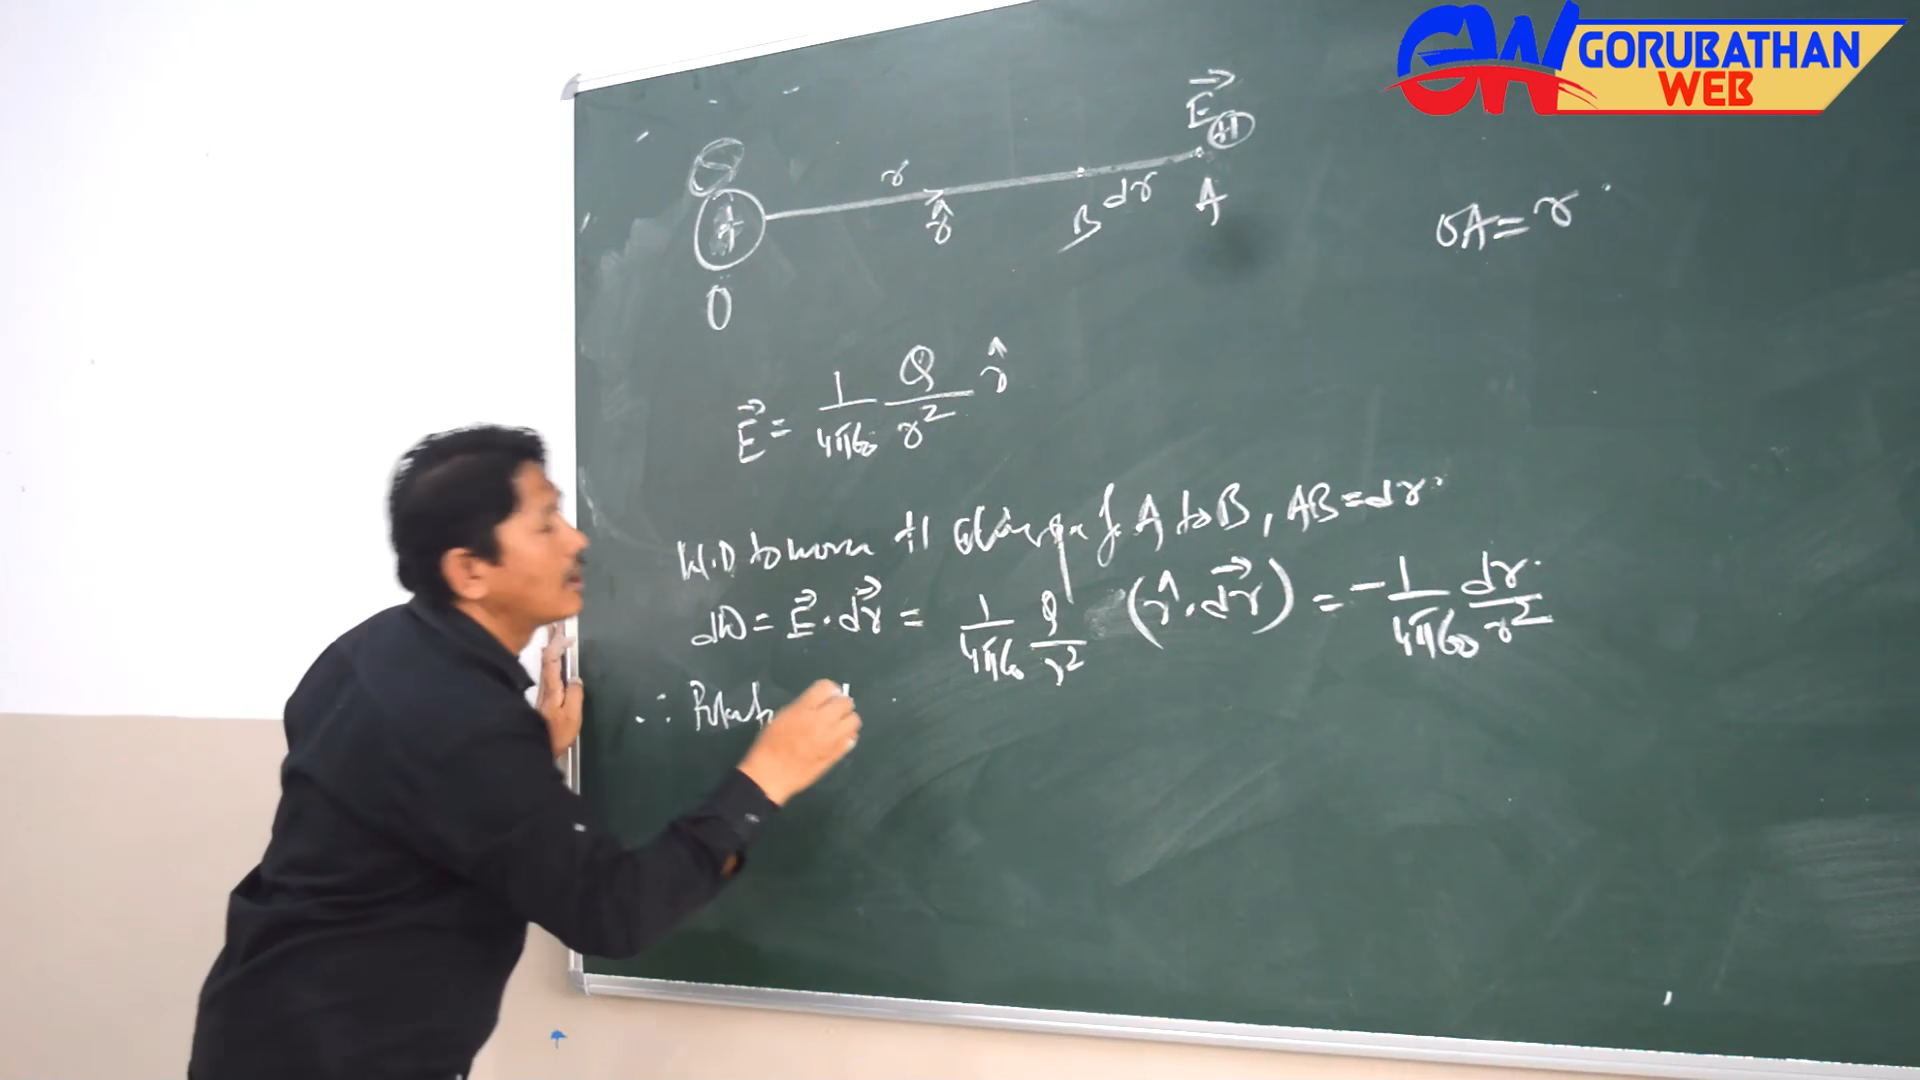 GW GORUBATHAN
WEB
E⃗
+1
r
r̂
B dr A
OA = r
O
E⃗ = 1/4πε₀ Q/r² r̂
W.D to move +1 charge f. A to B, AB = dr.
dW = E⃗ · dr⃗ = 1/4πε₀ Q/r² (r̂ · dr⃗) = - 1/4πε₀ dr/r²
∴